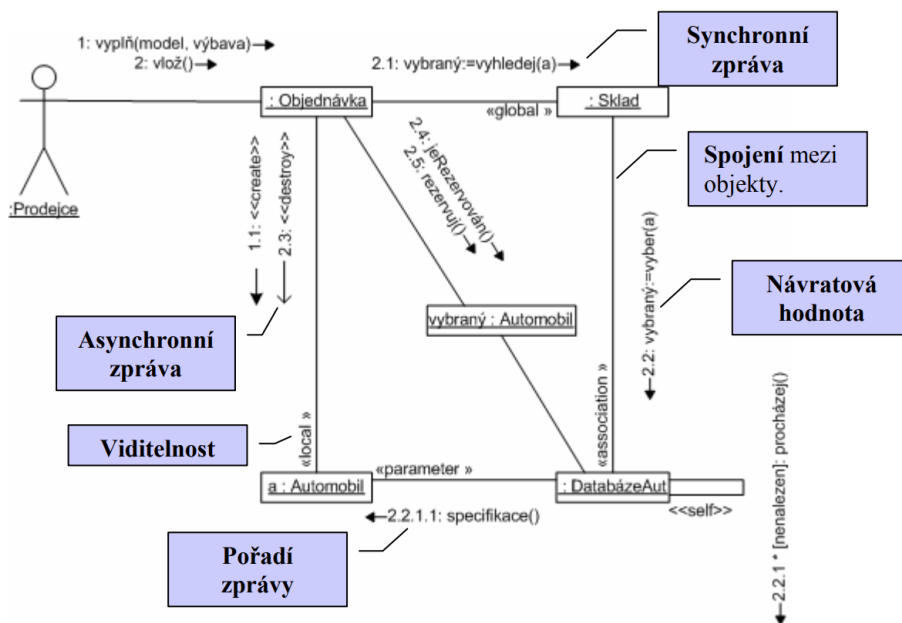 1: vyplň(model, výbava)
2: vlož()
2.1: vybraný:=vyhledej(a)
Synchronní
zpráva
: Objednávka
: Sklad
«global »
:Prodejce
1.1: <<create>>
2.3: <<destroy>>
2.4: jeRezervován()
2.5: rezervuj()
Spojení mezi
objekty.
2.2: vybraný:=vyber(a)
Návratová
hodnota
vybraný : Automobil
Asynchronní
zpráva
Viditelnost
«local »
«association »
«parameter »
a : Automobil
: DatabázeAut
<<self>>
2.2.1 * [nenalezen]: procházej()
2.2.1.1: specifikace()
Pořadí
zprávy